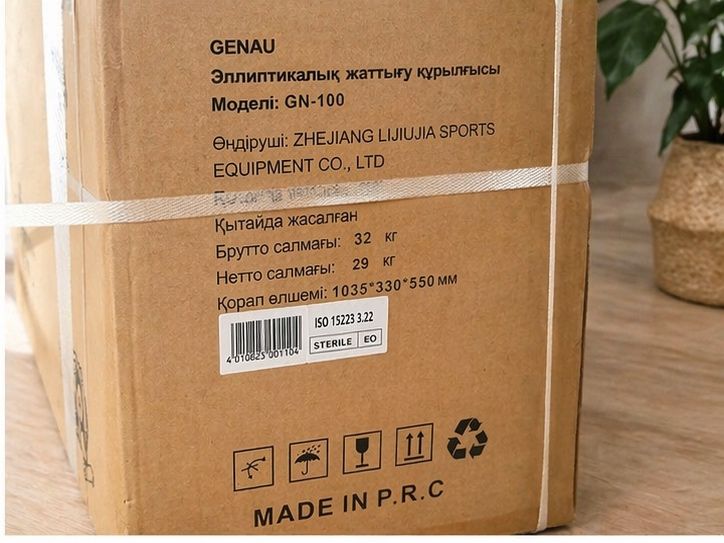 GENAU
Эллиптикалық жаттығу құрылғысы
Моделі: GN-100
Өндіруші: ZHEJIANG LIJIUJIA SPORTS
EQUIPMENT CO., LTD
Қытайда жасалған
Брутто салмағы: 32 кг
Нетто салмағы: 29 кг
Қорап өлшемі: 1035*330*550 мм
ISO 15223 3.22
STERILE EO
4 010623 001104
MADE IN P.R.C